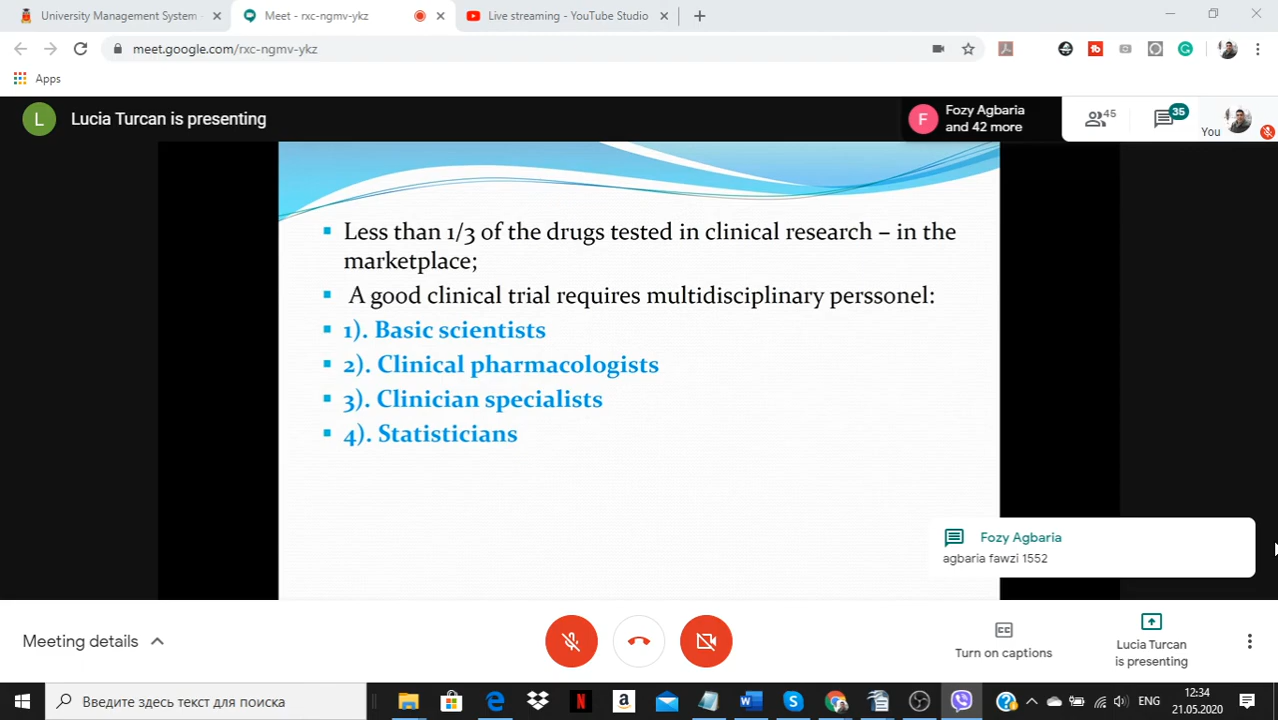 University Management System -
Meet - rxc-ngmv-ykz
Live streaming - YouTube Studio
meet.google.com/rxc-ngmv-ykz
Apps
L
Lucia Turcan is presenting
F
Fozy Agbaria
and 42 more
45
35
You
Less than 1/3 of the drugs tested in clinical research – in the
marketplace;
A good clinical trial requires multidisciplinary perssonel:
1). Basic scientists
2). Clinical pharmacologists
3). Clinician specialists
4). Statisticians
Fozy Agbaria
agbaria fawzi 1552
Meeting details
Turn on captions
Lucia Turcan
is presenting
Введите здесь текст для поиска
ENG
12:34
21.05.2020